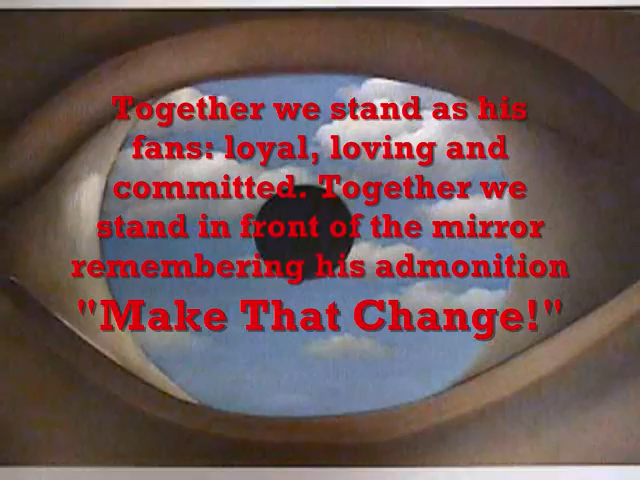 Together we stand as his
fans: loyal, loving and
committed. Together we
stand in front of the mirror
remembering his admonition
"Make That Change!"